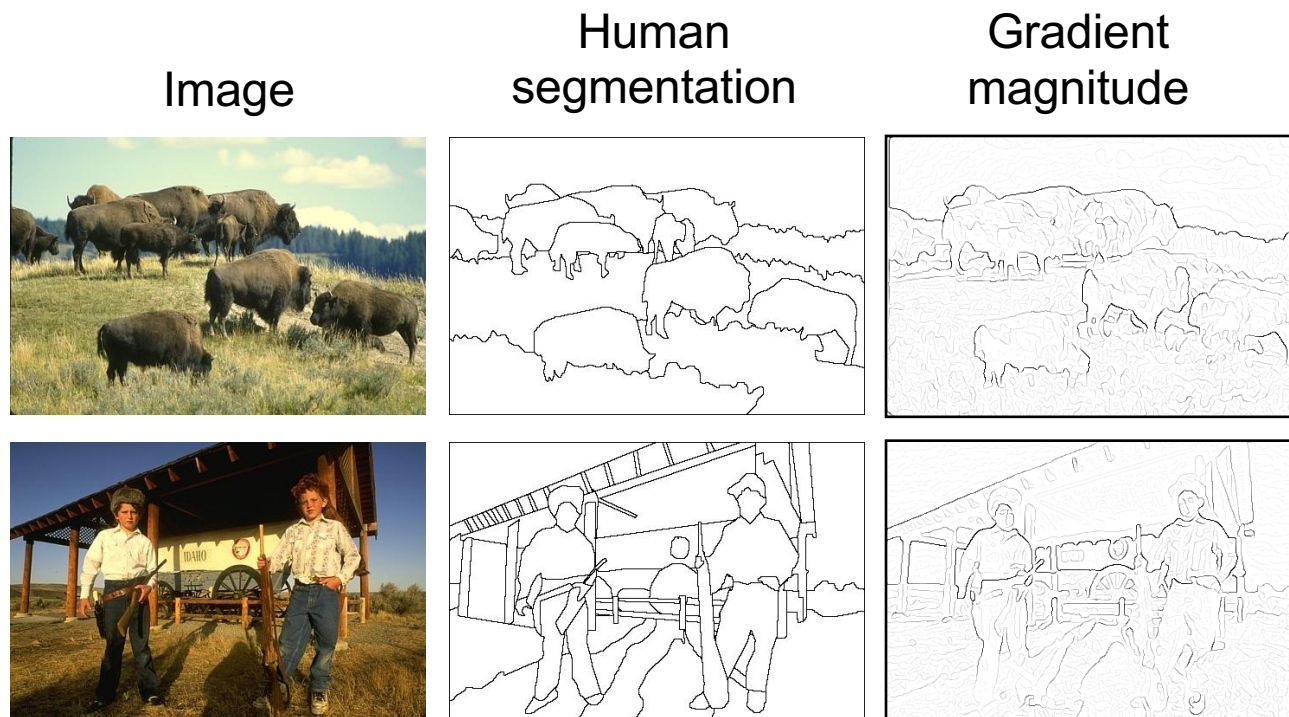 Image
Human
segmentation
Gradient
magnitude
IDAHO